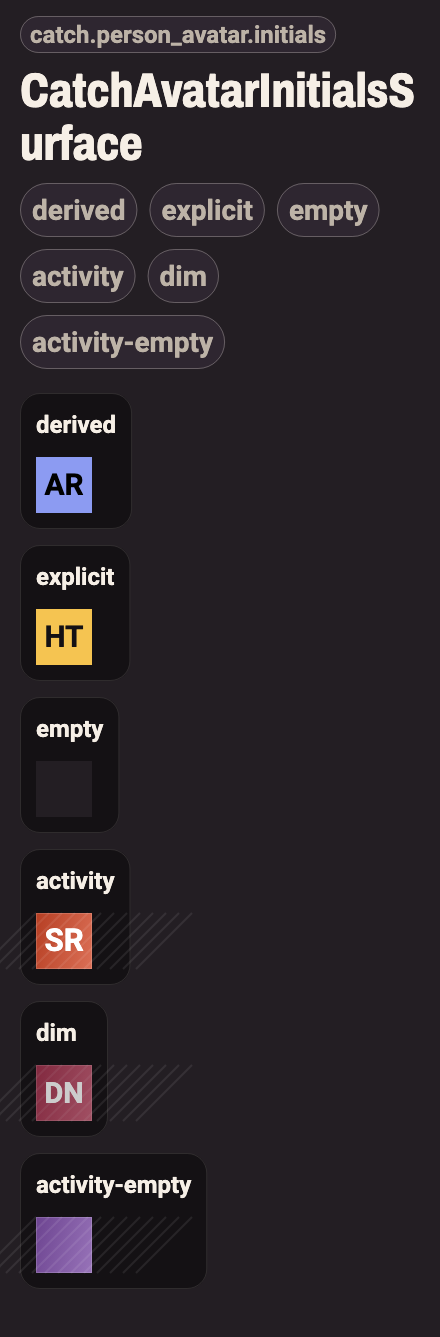 catch.person_avatar.initials
CatchAvatarInitialsS
urface
derived explicit empty
activity dim
activity-empty
derived
AR
explicit
HT
empty
activity
SR
dim
DN
activity-empty